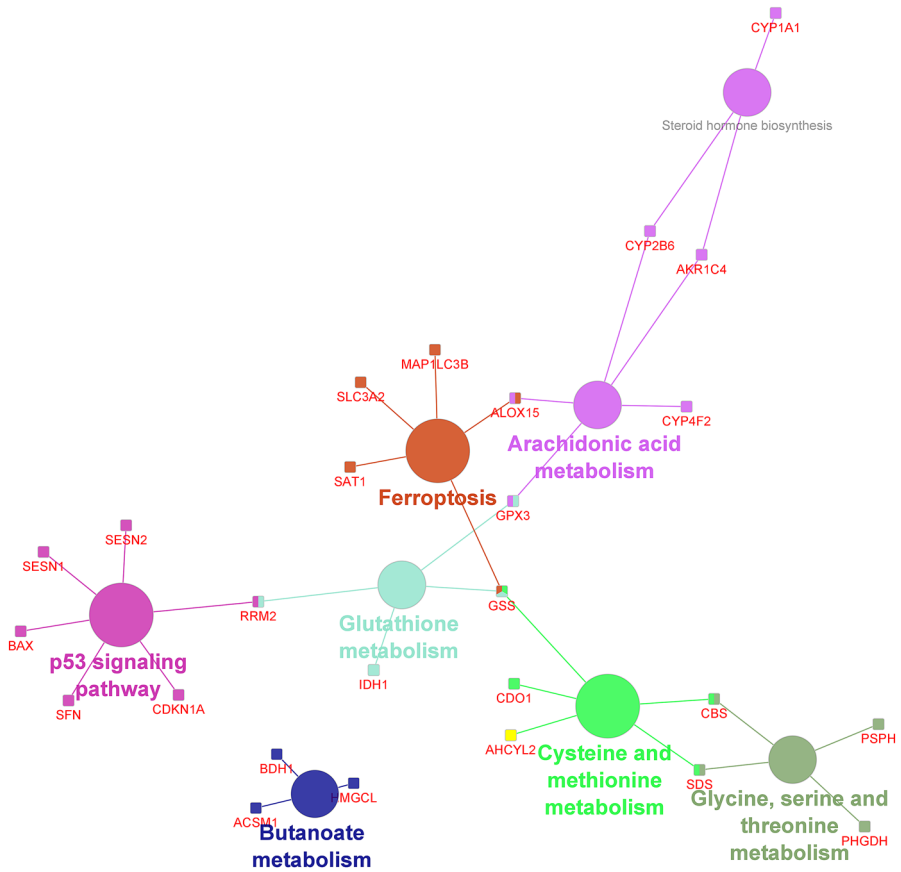 CYP1A1
Steroid hormone biosynthesis
CYP2B6
AKR1C4
MAP1LC3B
SLC3A2
ALOX15
CYP4F2
Arachidonic acid
metabolism
SAT1
Ferroptosis
GPX3
SESN2
SESN1
RRM2
GSS
Glutathione
metabolism
BAX
p53 signaling
pathway
IDH1
SFN
CDKN1A
CDO1
CBS
AHCYL2
Cysteine and
methionine
metabolism
PSPH
BDH1
HMGCL
SDS
Glycine, serine and
threonine
metabolism
ACSM1
Butanoate
metabolism
PHGDH